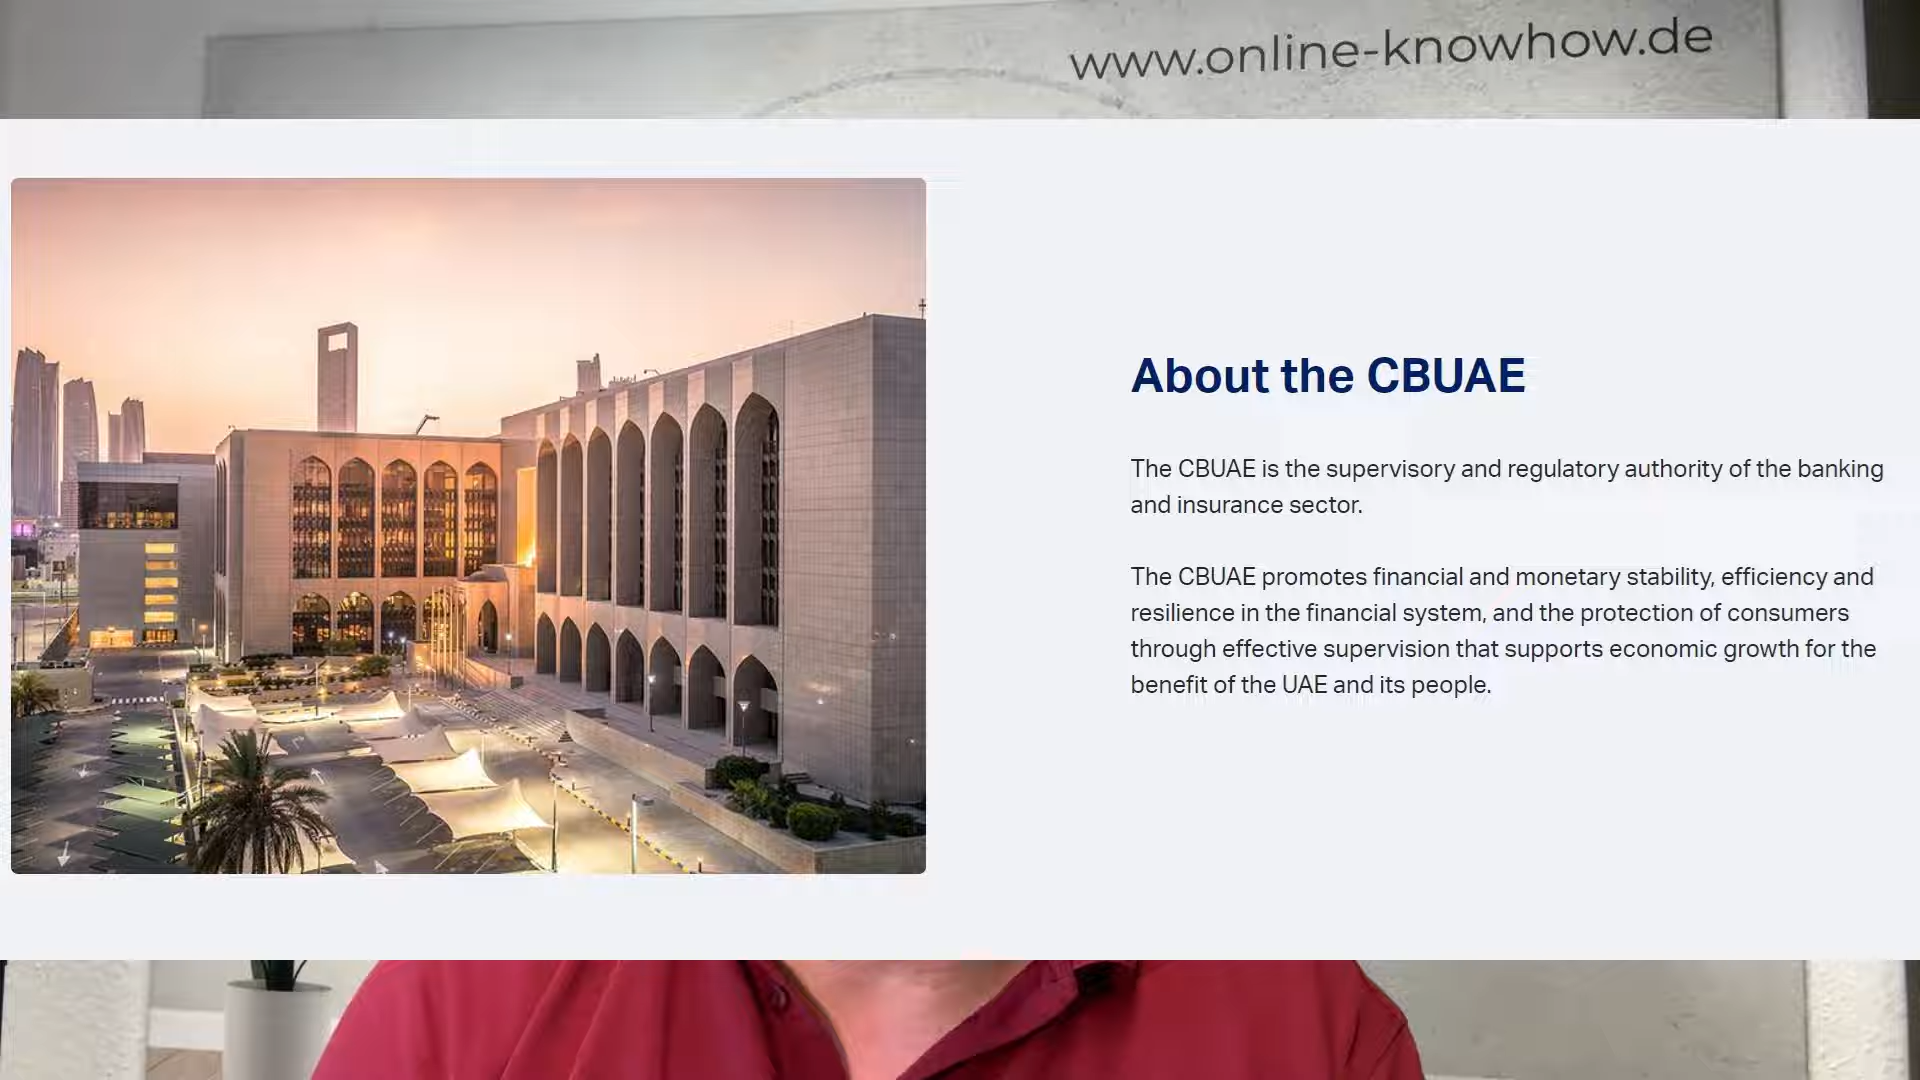 www.online-knowhow.de
About the CBUAE
The CBUAE is the supervisory and regulatory authority of the banking
and insurance sector.
The CBUAE promotes financial and monetary stability, efficiency and
resilience in the financial system, and the protection of consumers
through effective supervision that supports economic growth for the
benefit of the UAE and its people.